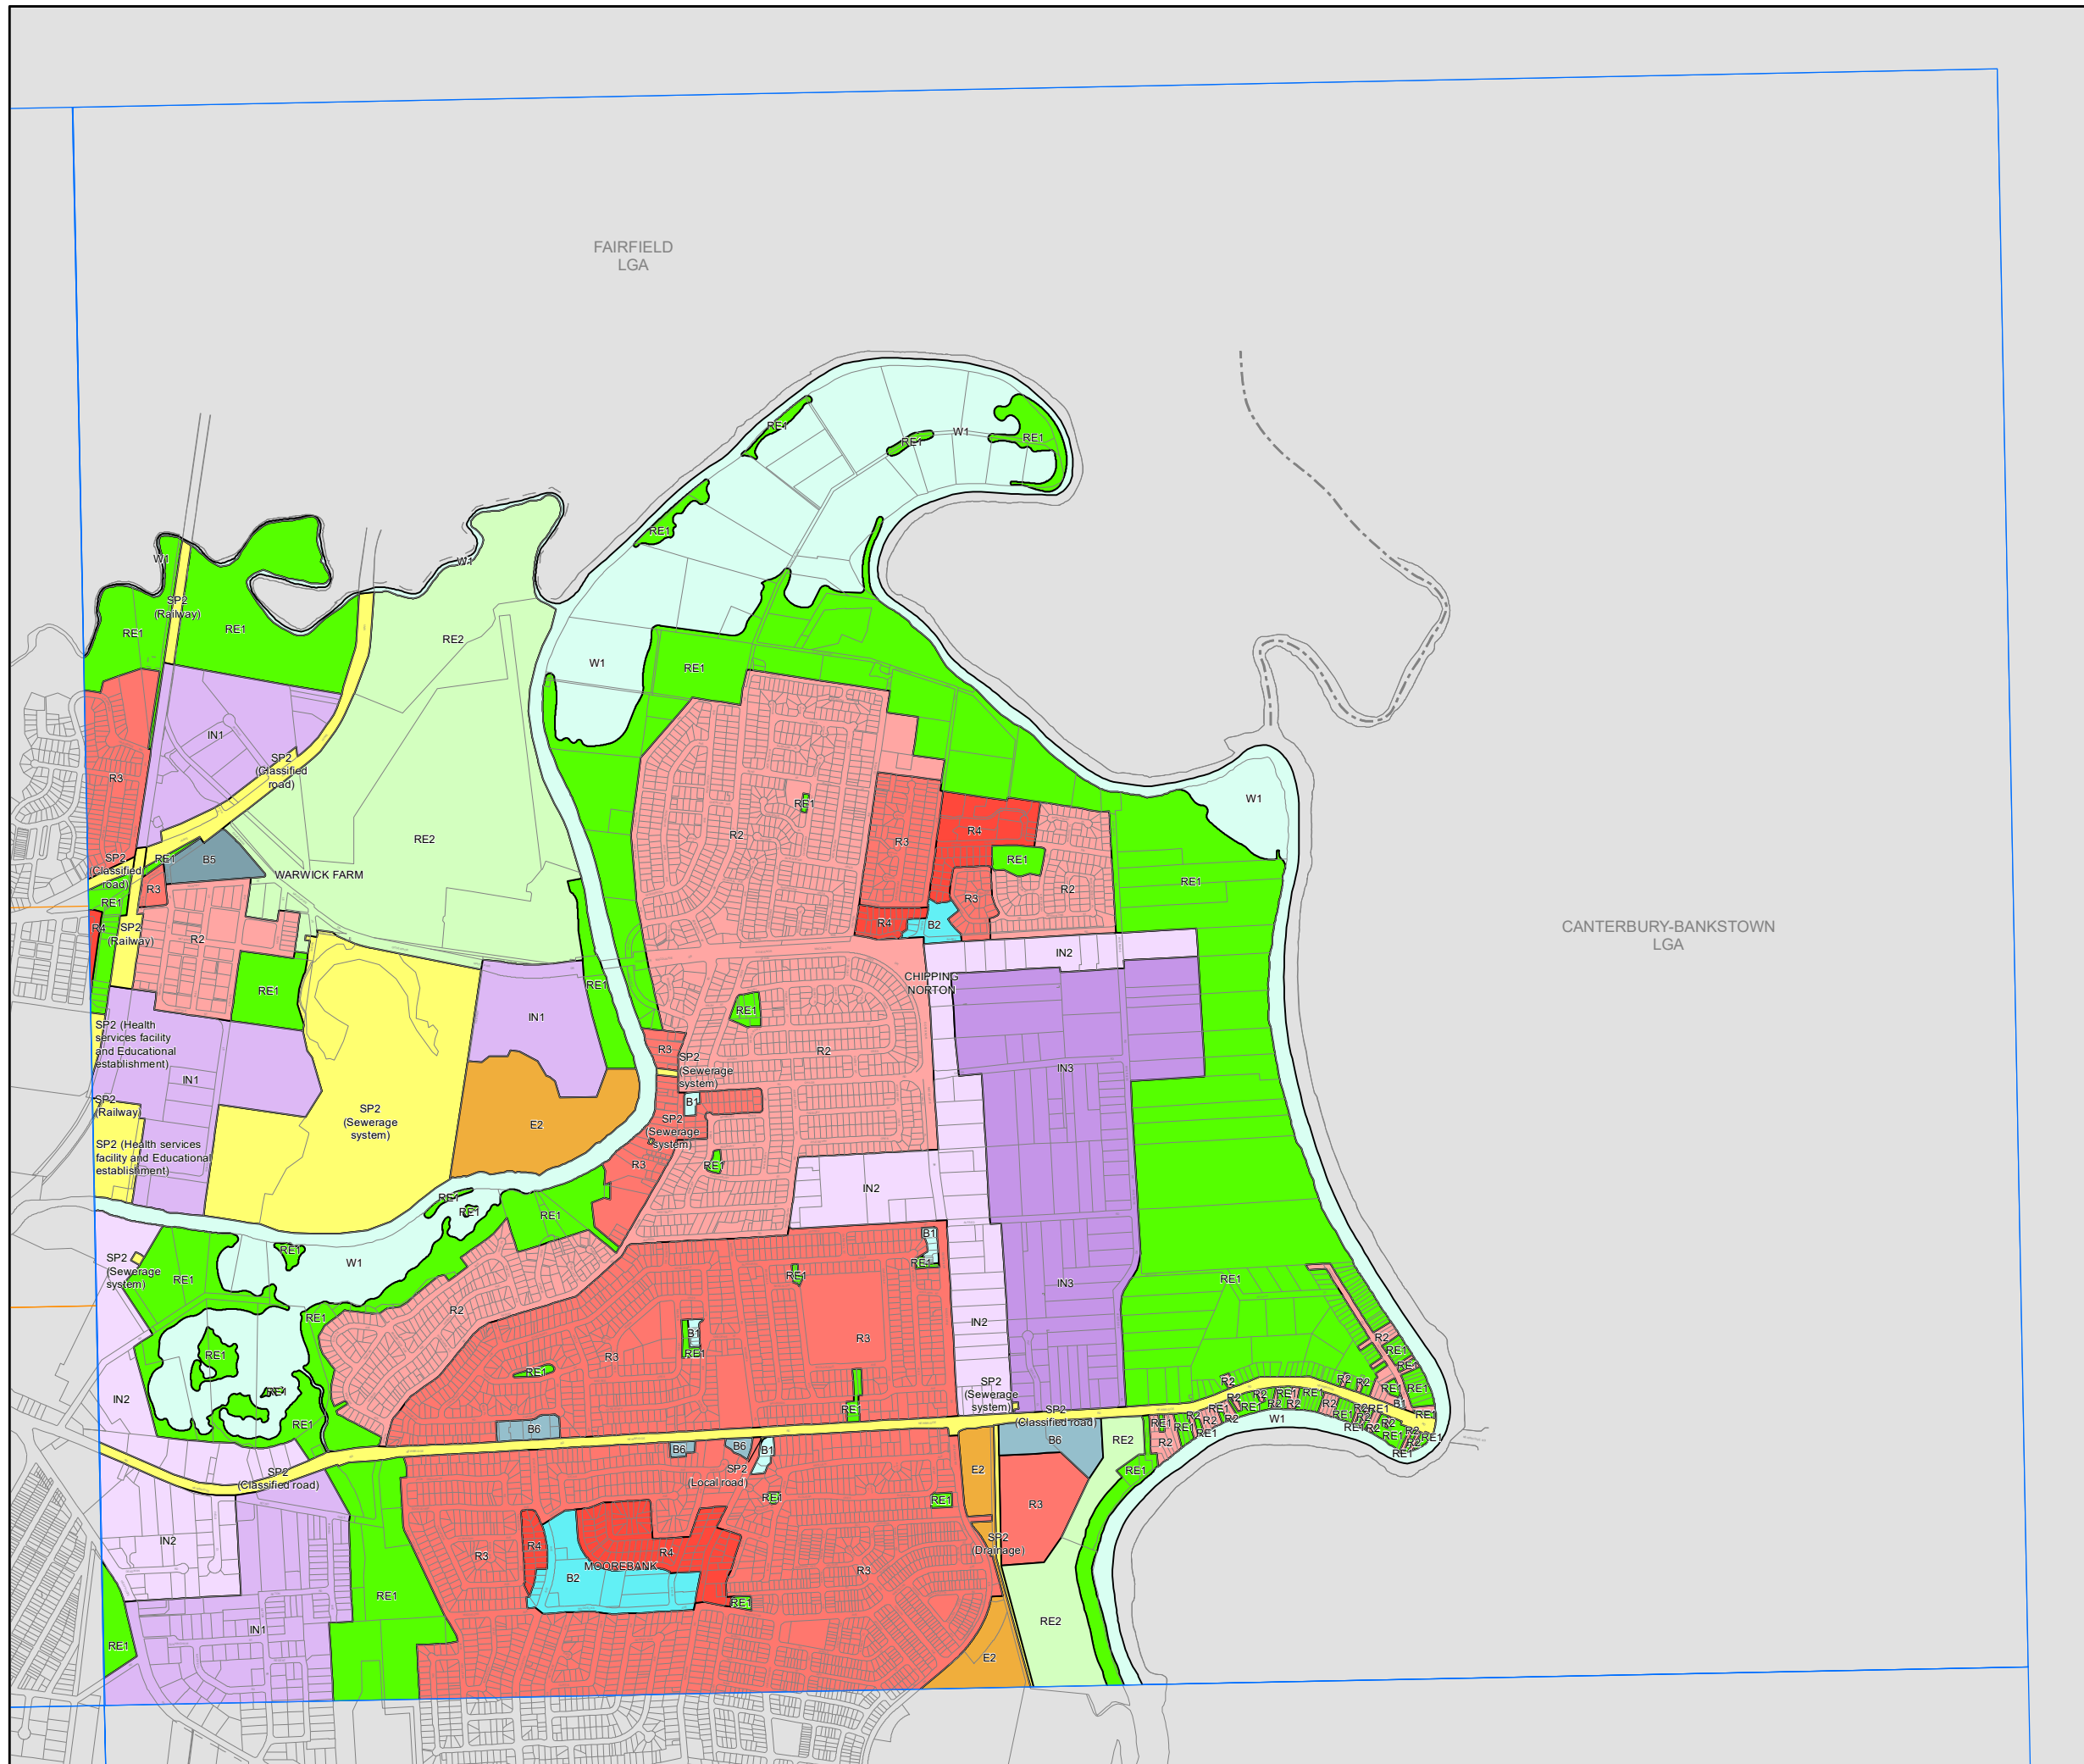 FAIRFIELD
LGA
RE1
RE1
W1
RE1
RE1
W1
W1
SP2
(Railway)
RE1
RE1
RE2
W1
RE1
IN1
SP2
(Classified
road)
R3
W1
RE1
R2
R4
R3
RE2
SP2
(Classified
road)
RE1
B5
RE1
R3
WARWICK FARM
RE1
R2
R3
RE1
R4
SP2
(Railway)
R2
R4
B2
CANTERBURY-BANKSTOWN
LGA
IN2
CHIPPING
NORTON
RE1
RE1
RE1
IN1
SP2 (Health
services facility
and Educational
establishment)
R3
SP2
(Sewerage
system)
R2
IN3
IN1
SP2
(Railway)
B1
SP2
(Sewerage
system)
SP2
(Sewerage
system)
E2
SP2 (Health services
facility and Educational
establishment)
R3
RE1
IN2
RE1
RE1
RE1
B1
SP2
(Sewerage
system)
RE1
RE1
W1
RE1
RE1
IN3
RE1
R2
RE1
IN2
B1
R3
R3
RE1
R2
RE1
RE1
RE1
RE1
RE1
IN2
RE1
SP2
(Sewerage
system)
RE1
SP2
(Classified road)
B6
B6
B6
B6
B1
W1
RE2
RE1
R2
RE1
SP2
(Classified road)
SP2
(Local road)
E2
RE1
RE1
R3
IN2
R3
R4
R4
MOOREBANK
B2
R3
SP2
(Drainage)
RE1
RE1
RE2
IN1
RE1
E2